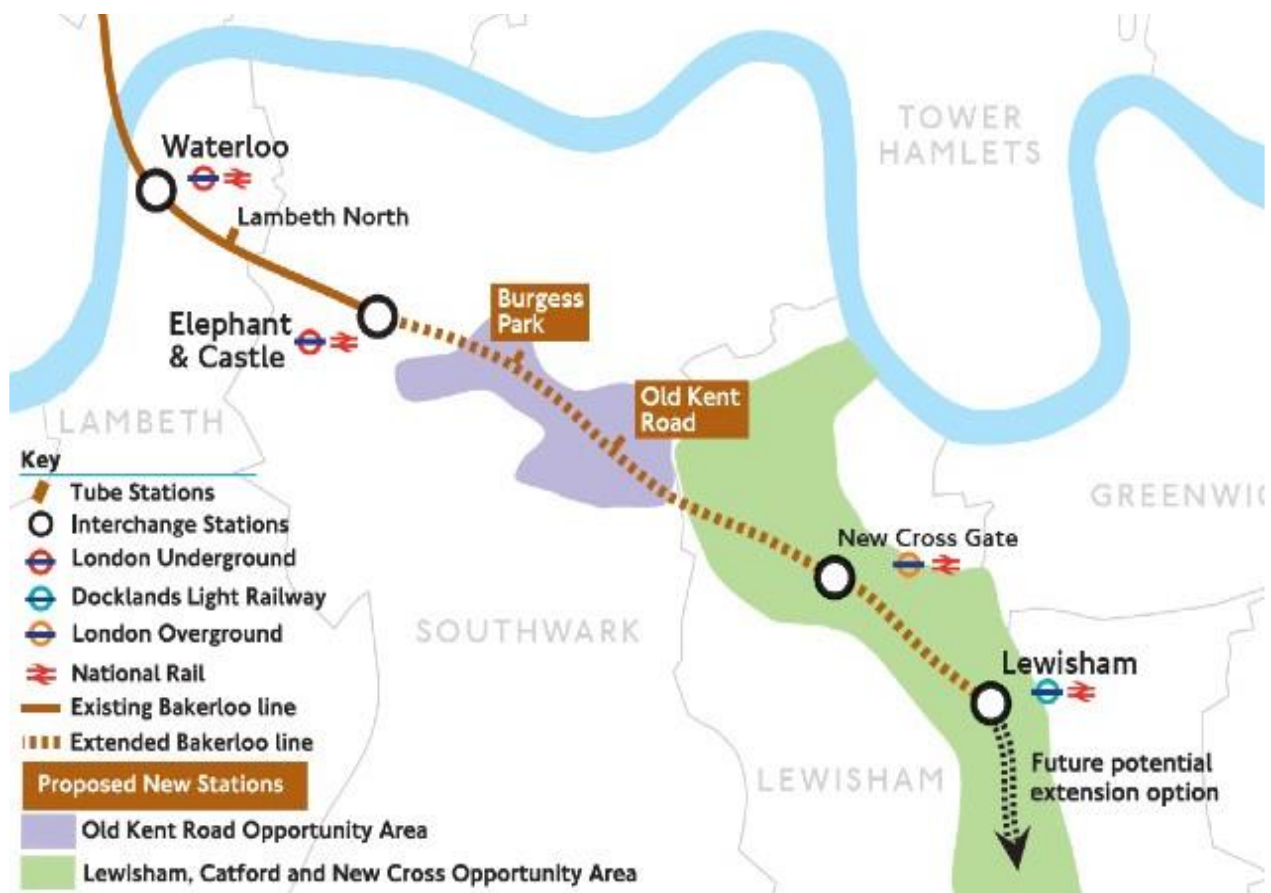 TOWER
HAMLETS
Waterloo
Lambeth North
Burgess
Park
Elephant
& Castle
Old Kent
Road
LAMBETH
GREENWIC
New Cross Gate
SOUTHWARK
Lewisham
LEWISHAM
Future potential
extension option
Key
Tube Stations
Interchange Stations
London Underground
Docklands Light Railway
London Overground
National Rail
Existing Bakerloo line
Extended Bakerloo line
Proposed New Stations
Old Kent Road Opportunity Area
Lewisham, Catford and New Cross Opportunity Area